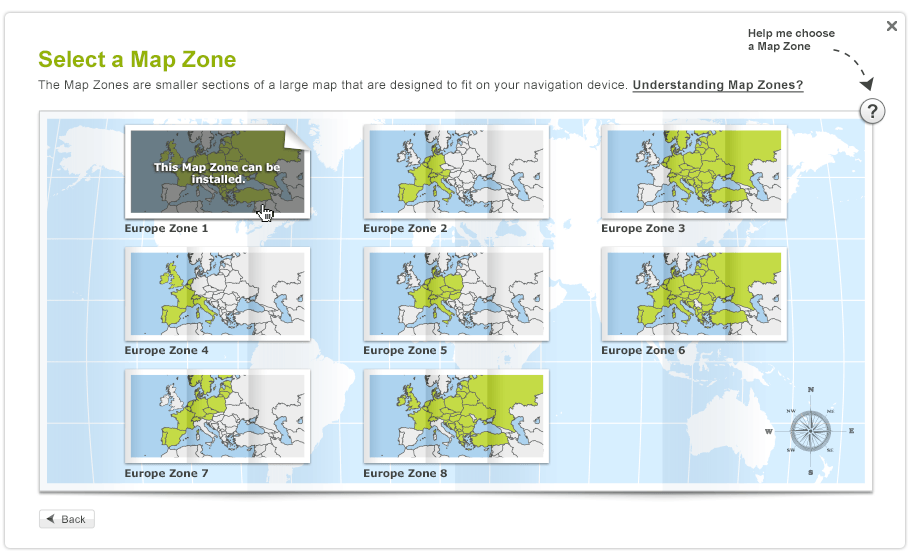 Help me choose
a Map Zone
Select a Map Zone
The Map Zones are smaller sections of a large map that are designed to fit on your navigation device. Understanding Map Zones?
?
This Map Zone can be
installed.
Europe Zone 1
Europe Zone 2
Europe Zone 3
Europe Zone 4
Europe Zone 5
Europe Zone 6
Europe Zone 7
Europe Zone 8
N
NW NE
W E
SW SE
S
Back